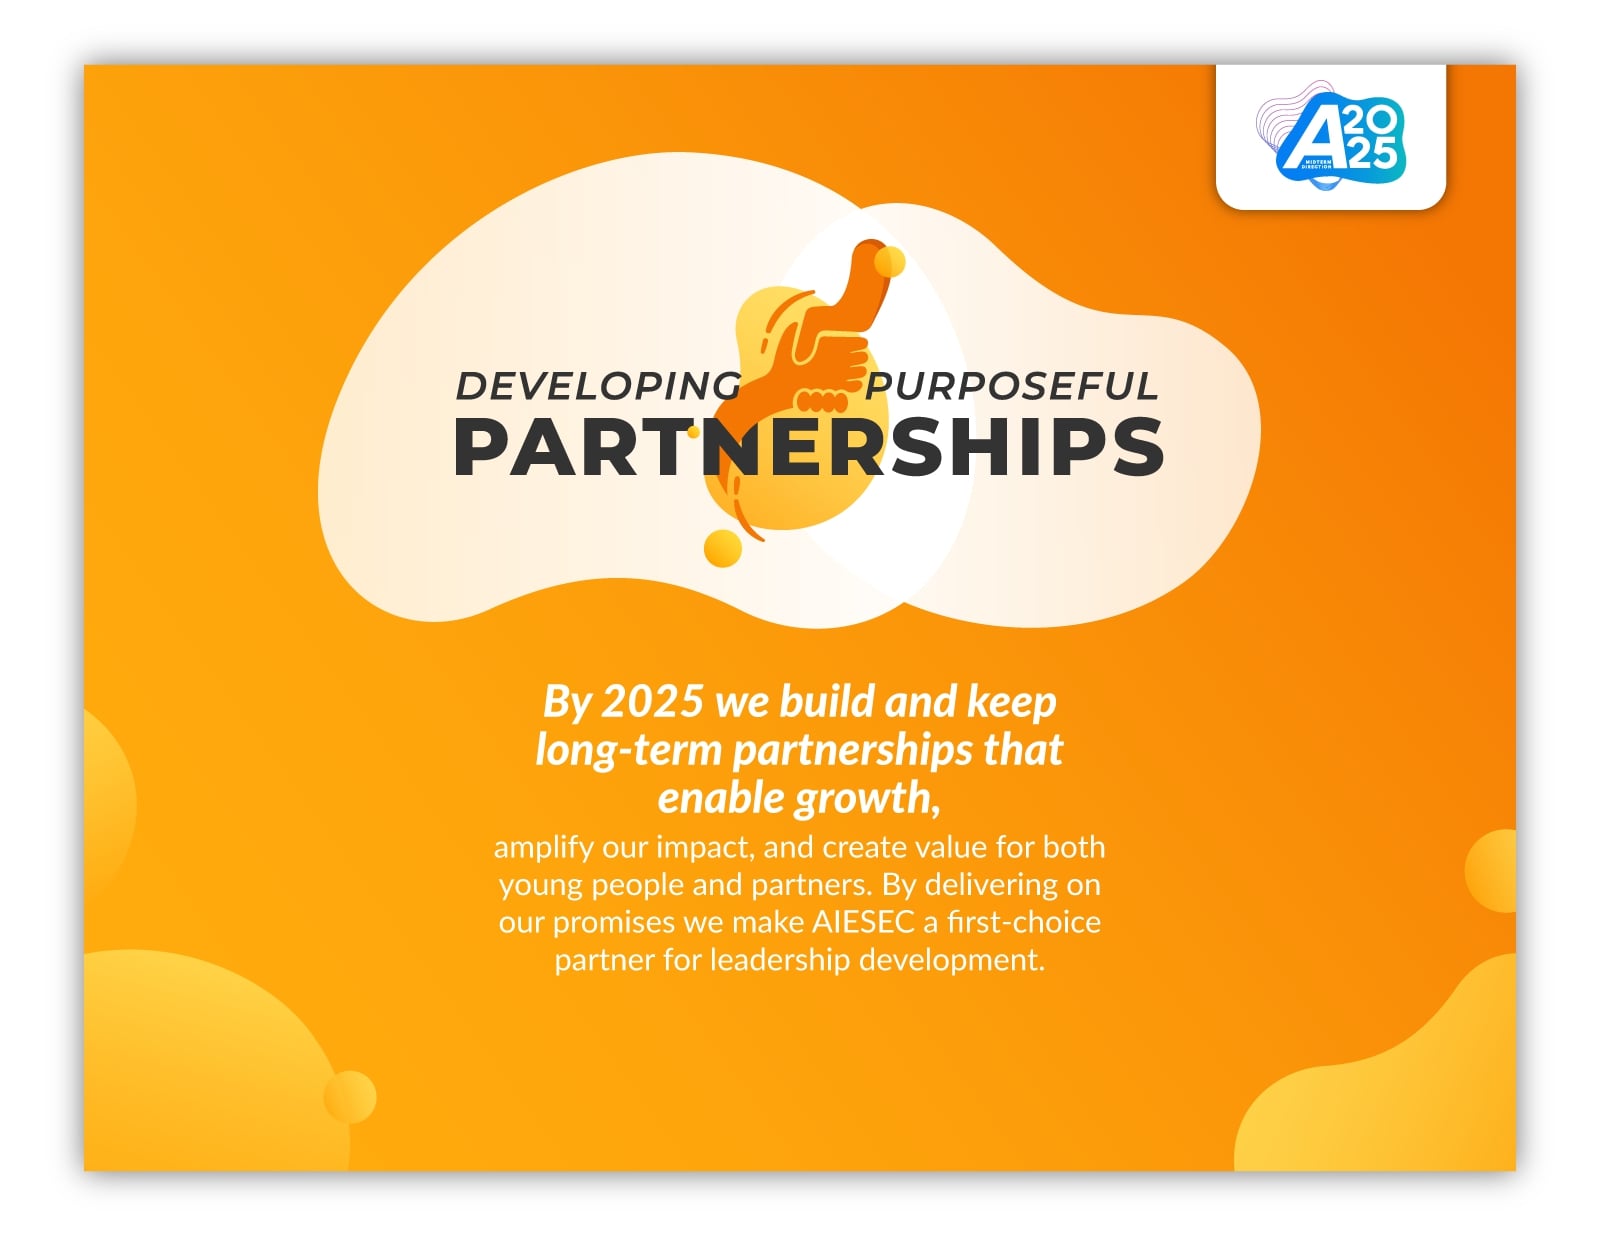 A 20
25
MIDTERM
DIRECTION
DEVELOPING PURPOSEFUL
PARTNERSHIPS
By 2025 we build and keep
long-term partnerships that
enable growth,
amplify our impact, and create value for both
young people and partners. By delivering on
our promises we make AIESEC a first-choice
partner for leadership development.